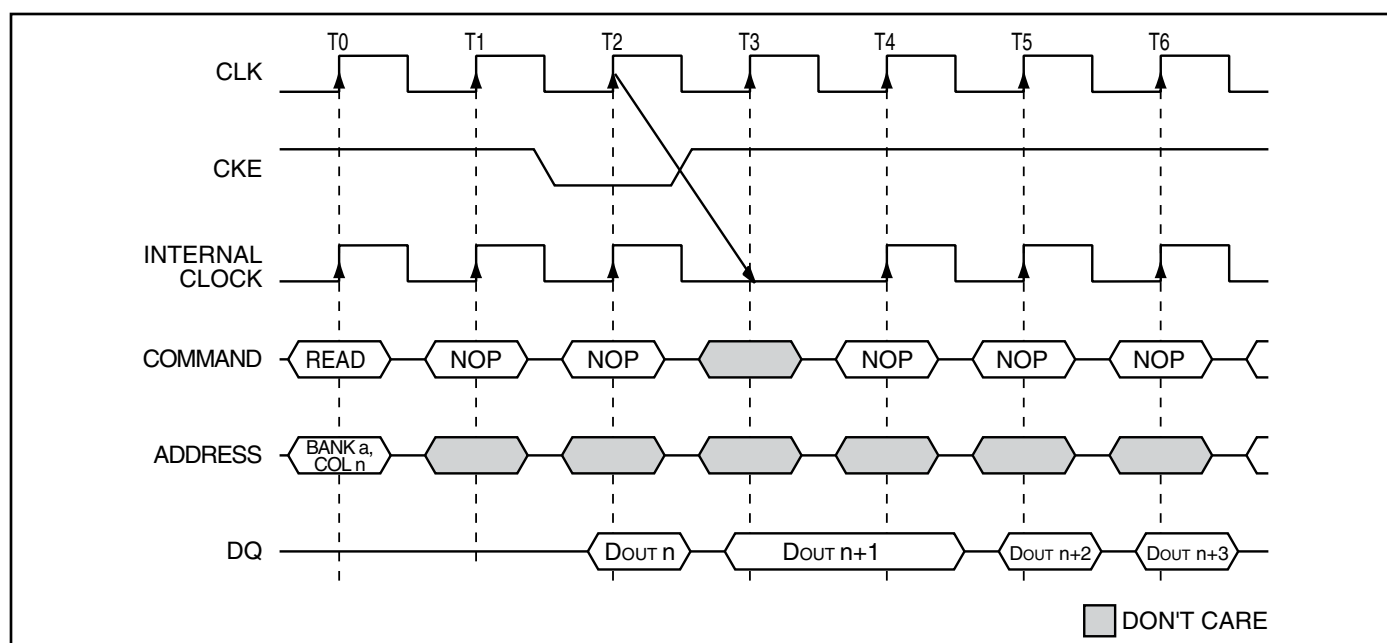 T0 T1 T2 T3 T4 T5 T6
CLK
CKE
INTERNAL
CLOCK
COMMAND READ NOP NOP NOP NOP NOP
ADDRESS BANK a,
COL n
DQ DOUT n DOUT n+1 DOUT n+2 DOUT n+3
DON'T CARE